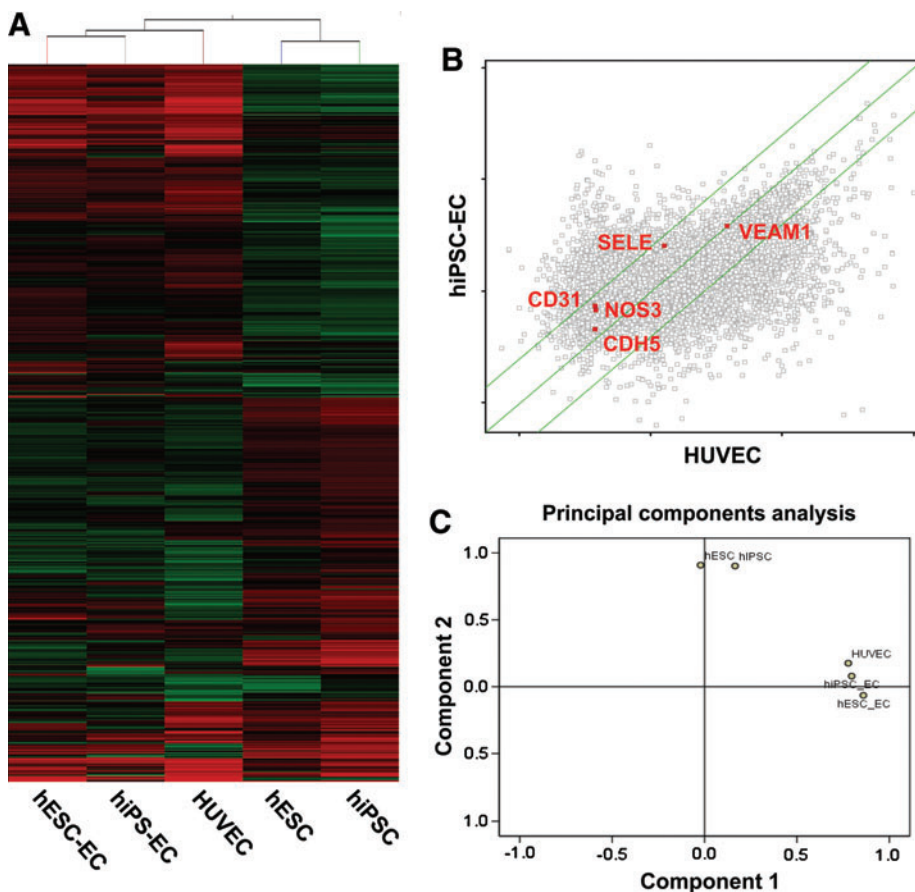 A
hESC-EC
hiPS-EC
HUVEC
hESC
hiPSC
B
hiPSC-EC
SELE
VEAM1
CD31
NOS3
CDH5
HUVEC
C
Principal components analysis
Component 2
1.0
0.5
0.0
0.5
1.0
hESC
hIPSC
HUVEC
hiPSC_EC
hESC_EC
-1.0
-0.5
0.0
0.5
1.0
Component 1